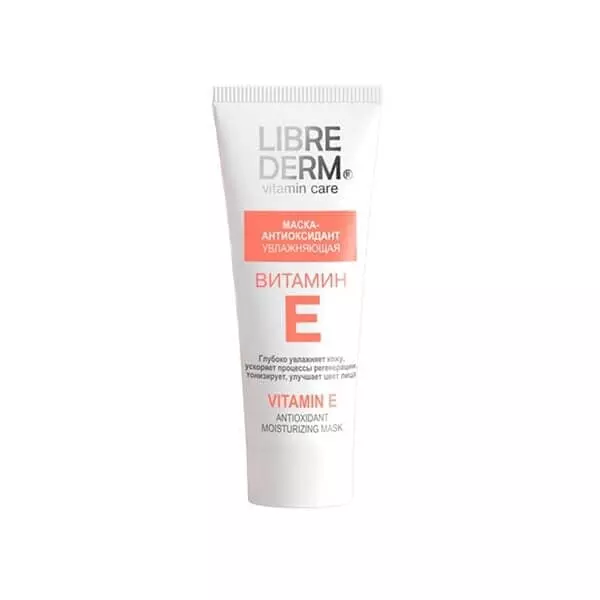 LIBRE
DERM®
vitamin care
МАСКА-
АНТИОКСИДАНТ
УВЛАЖНЯЮЩАЯ
ВИТАМИН
E
Глубоко увлажняет кожу,
ускоряет процессы регенерации,
тонизирует, улучшает цвет лица
VITAMIN E
ANTIOXIDANT
MOISTURIZING MASK